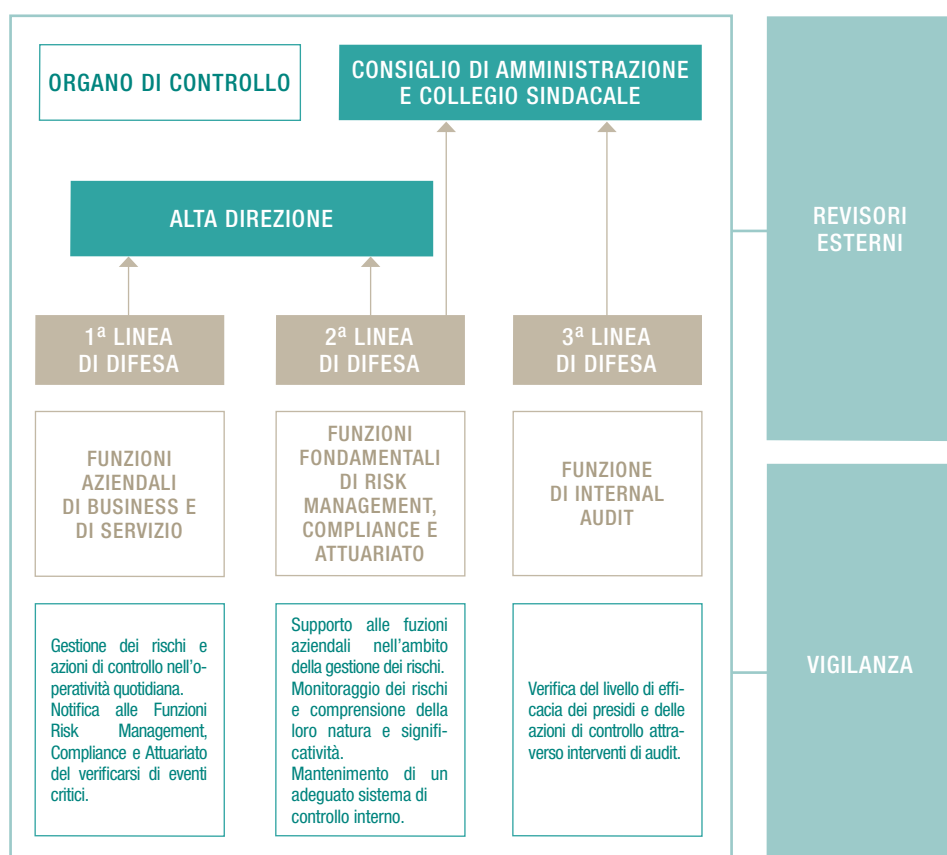 ORGANO DI CONTROLLO
CONSIGLIO DI AMMINISTRAZIONE
E COLLEGIO SINDACALE
ALTA DIREZIONE
REVISORI
ESTERNI
1ª LINEA
DI DIFESA
2ª LINEA
DI DIFESA
3ª LINEA
DI DIFESA
FUNZIONI
AZIENDALI
DI BUSINESS E
DI SERVIZIO
FUNZIONI
FONDAMENTALI
DI RISK
MANAGEMENT,
COMPLIANCE E
ATTUARIATO
FUNZIONE
DI INTERNAL
AUDIT
Gestione dei rischi e
azioni di controllo nell'o-
peratività quotidiana.
Notifica alle Funzioni
Risk Management,
Compliance e Attuariato
del verificarsi di eventi
critici.
Supporto alle fuzioni
aziendali nell'ambito
della gestione dei rischi.
Monitoraggio dei rischi
e comprensione della
loro natura e signifi-
catività.
Mantenimento di un
adeguato sistema di
controllo interno.
Verifica del livello di effi-
cacia dei presidi e delle
azioni di controllo attra-
verso interventi di audit.
VIGILANZA